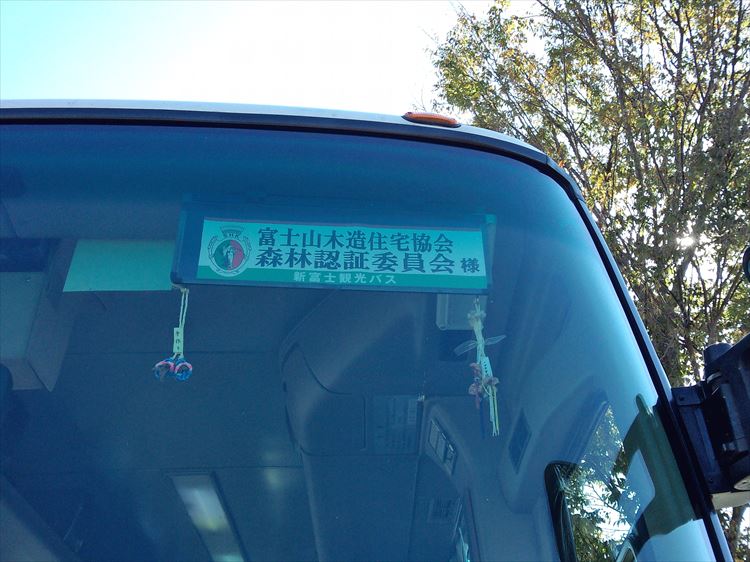 富士山木造住宅協会
森林認証委員会 様
新富士観光バス